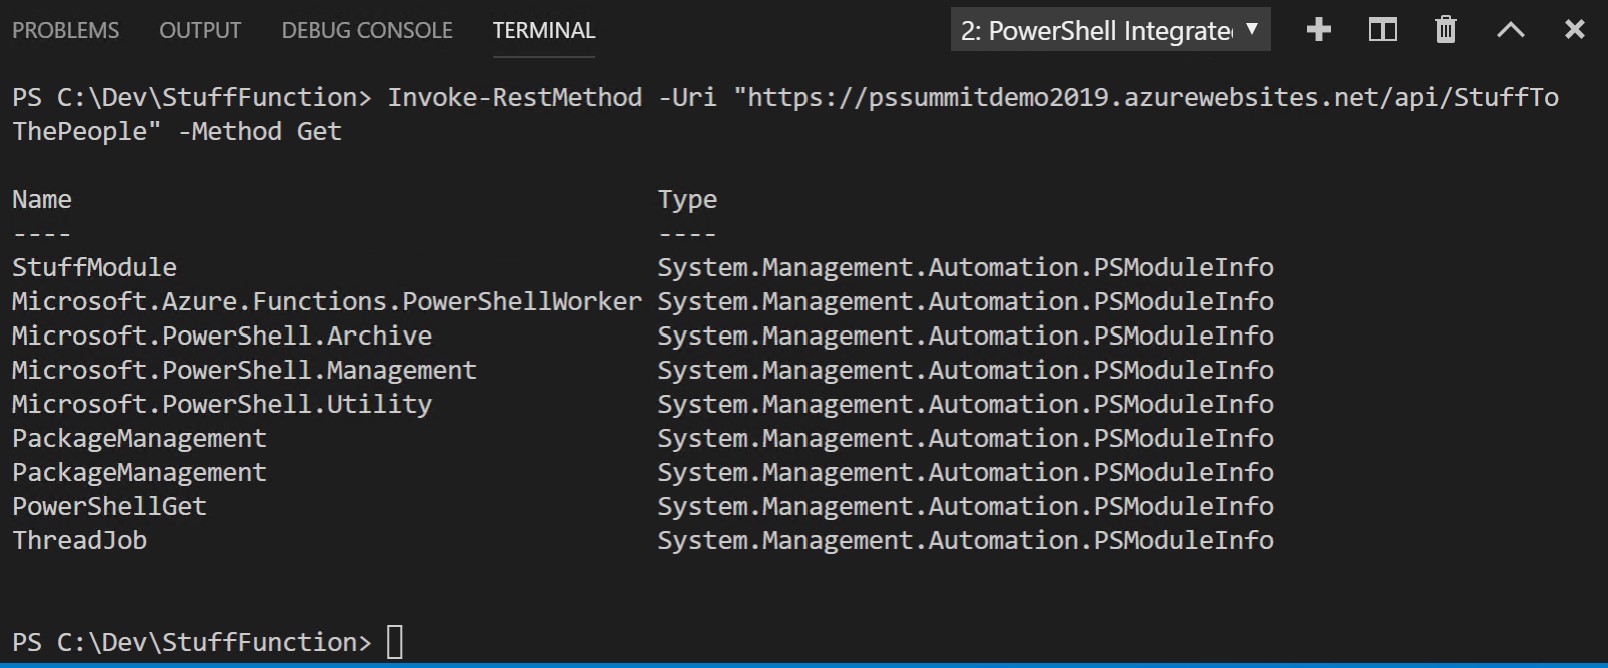 PROBLEMS OUTPUT DEBUG CONSOLE TERMINAL 2: PowerShell Integrate
PS C:\Dev\StuffFunction> Invoke-RestMethod -Uri "https://pssummitdemo2019.azurewebsites.net/api/StuffTo
ThePeople" -Method Get
Name Type
---- ----
StuffModule System.Management.Automation.PSModuleInfo
Microsoft.Azure.Functions.PowerShellWorker System.Management.Automation.PSModuleInfo
Microsoft.PowerShell.Archive System.Management.Automation.PSModuleInfo
Microsoft.PowerShell.Management System.Management.Automation.PSModuleInfo
Microsoft.PowerShell.Utility System.Management.Automation.PSModuleInfo
PackageManagement System.Management.Automation.PSModuleInfo
PackageManagement System.Management.Automation.PSModuleInfo
PowerShellGet System.Management.Automation.PSModuleInfo
ThreadJob System.Management.Automation.PSModuleInfo
PS C:\Dev\StuffFunction>